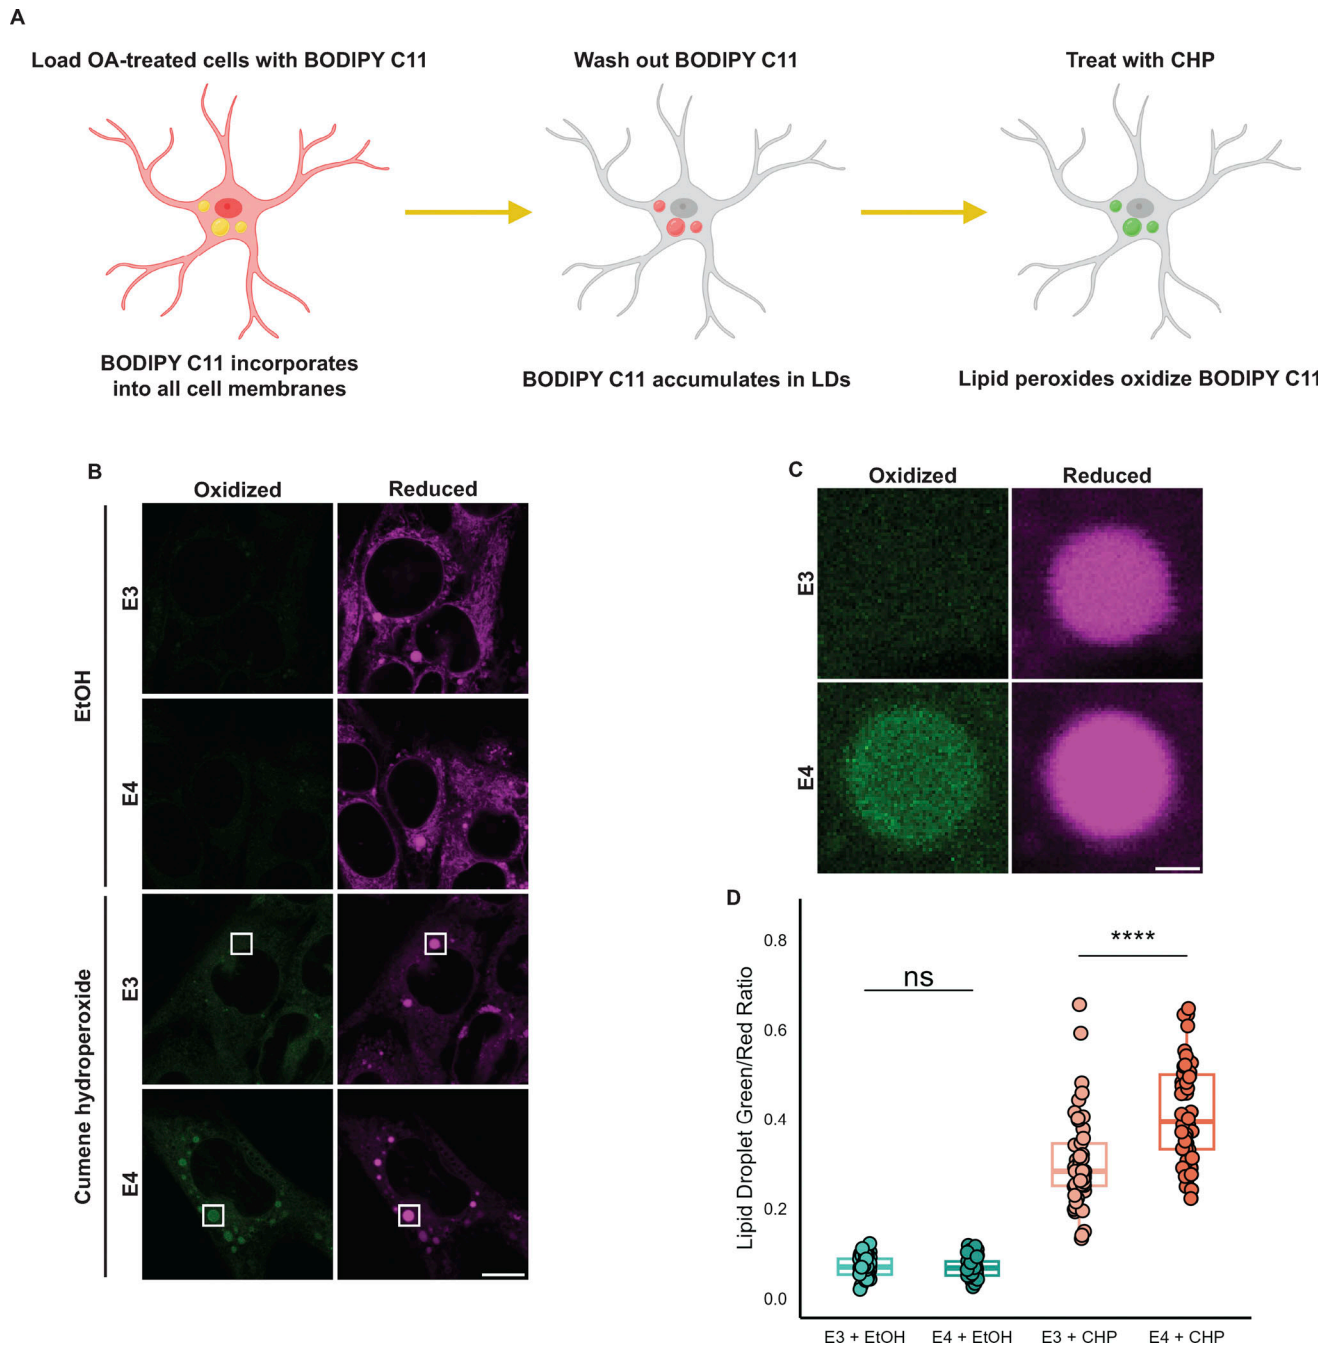 A
Load OA-treated cells with BODIPY C11
Wash out BODIPY C11
Treat with CHP
BODIPY C11 incorporates
into all cell membranes
BODIPY C11 accumulates in LDs
Lipid peroxides oxidize BODIPY C11
B
Oxidized
Reduced
EtOH
E3
E4
Cumene hydroperoxide
E3
E4
C
Oxidized
Reduced
E3
E4
D
Lipid Droplet Green/Red Ratio
0.8
0.6
0.4
0.2
0.0
ns
****
E3 + EtOH
E4 + EtOH
E3 + CHP
E4 + CHP